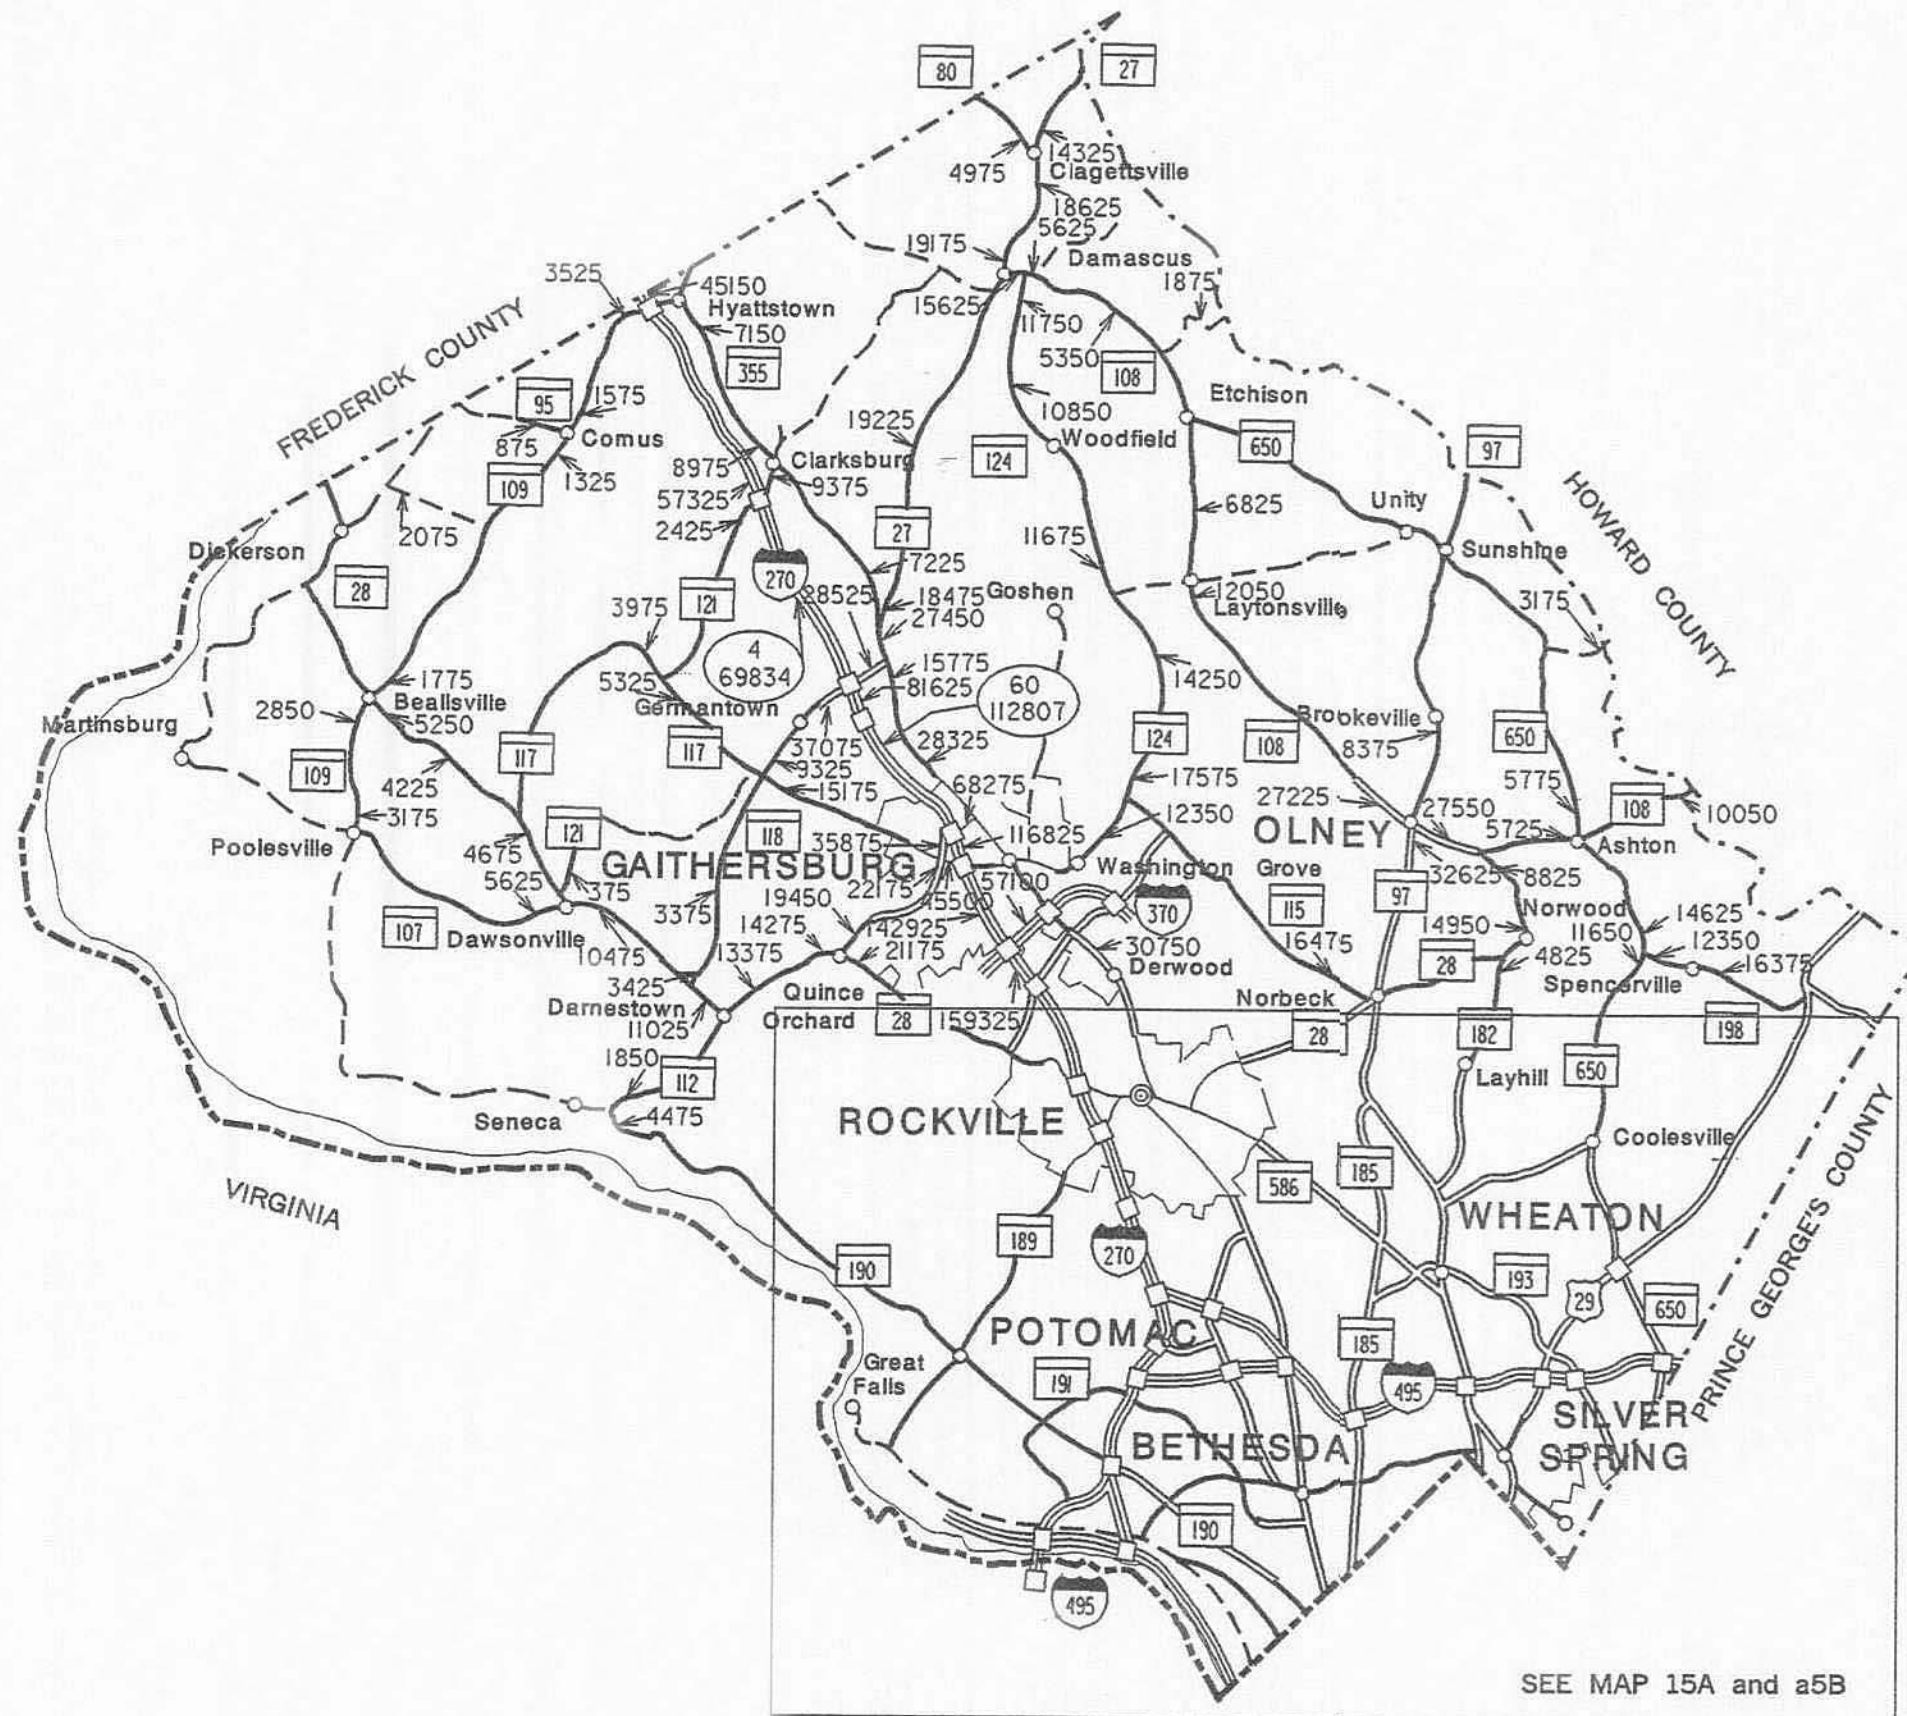 80
27
14325
4975
Clagettsville
18625
5625
19175
Damascus
3525
45150
1875
15625
Hyattstown
11750
7150
5350
FREDERICK COUNTY
355
108
95
1575
Etchison
10850
19225
875
Comus
Woodfield
650
97
8975
Clarksburg
124
109
1325
57325
9375
HOWARD COUNTY
6825
Unity
2425
27
2075
11675
Dickerson
Sunshine
7225
28
270
28525
18475
Goshen
12050
121
27450
Laytonsville
3175
3975
4
69834
15775
60
112807
1775
5325
81625
14250
Beallsville
Germantown
2850
5250
Brookeville
Martinsburg
124
108
8375
650
117
117
37075
28325
109
9325
68275
17575
5775
4225
15175
12350
27225
27550
108
10050
3175
121
118
35875
116825
OLNEY
5725
Poolesville
4675
GAITHERSBURG
Washington Grove
Ashton
5625
375
22175
57100
32625
8825
19450
45500
370
97
3375
115
Norwood
14625
107
14275
142925
14950
11650
12350
Dawsonville
10475
13375
21175
30750
16475
28
4825
16375
Derwood
3425
Quince
Orchard
Norbeck
Spencerville
Darnestown
11025
28
159325
28
182
198
1850
112
Layhill
650
Seneca
4475
ROCKVILLE
Coolesville
PRINCE GEORGE'S COUNTY
VIRGINIA
586
185
WHEATON
189
270
190
193
29
650
POTOMAC
185
Great
Falls
191
495
SILVER
SPRING
BETHESDA
190
495
SEE MAP 15A and a5B